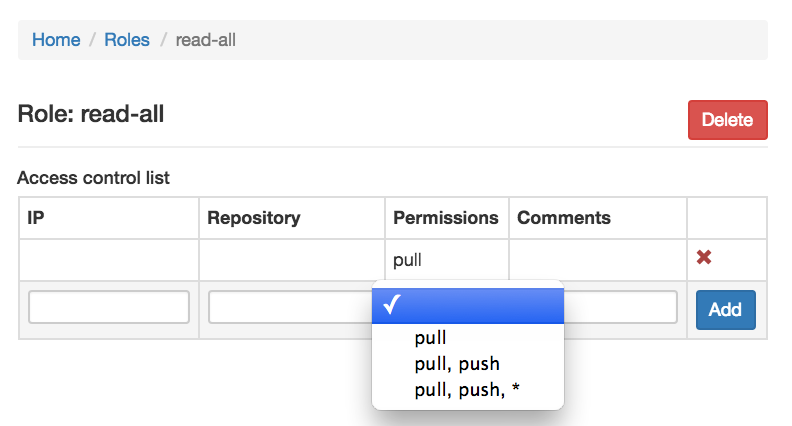 Home / Roles / read-all
Role: read-all
Delete
Access control list
IP Repository Permissions Comments
pull
Add
pull
pull, push
pull, push, *